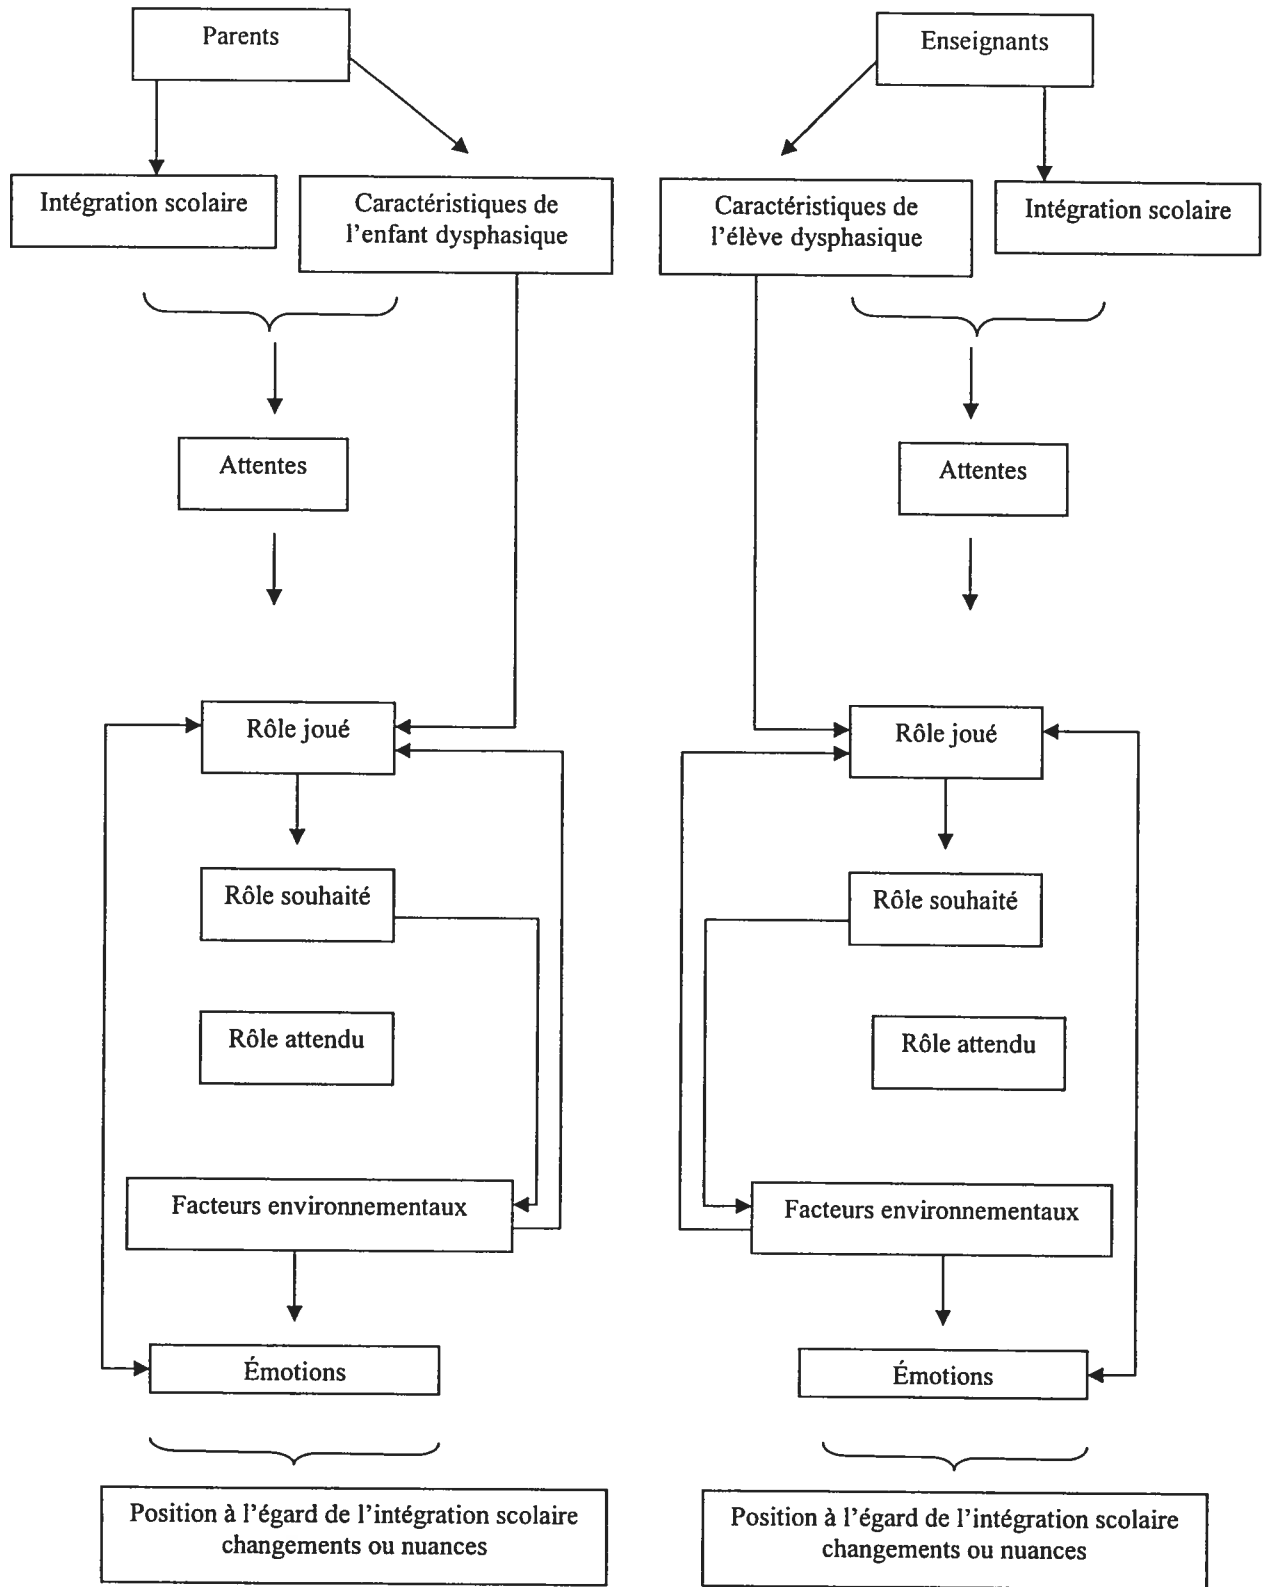 Parents
Enseignants
Intégration scolaire
Caractéristiques de
l'enfant dysphasique
Caractéristiques de
l'élève dysphasique
Intégration scolaire
Attentes
Attentes
Rôle joué
Rôle joué
Rôle souhaité
Rôle souhaité
Rôle attendu
Rôle attendu
Facteurs environnementaux
Facteurs environnementaux
Émotions
Émotions
Position à l'égard de l'intégration scolaire
changements ou nuances
Position à l'égard de l'intégration scolaire
changements ou nuances